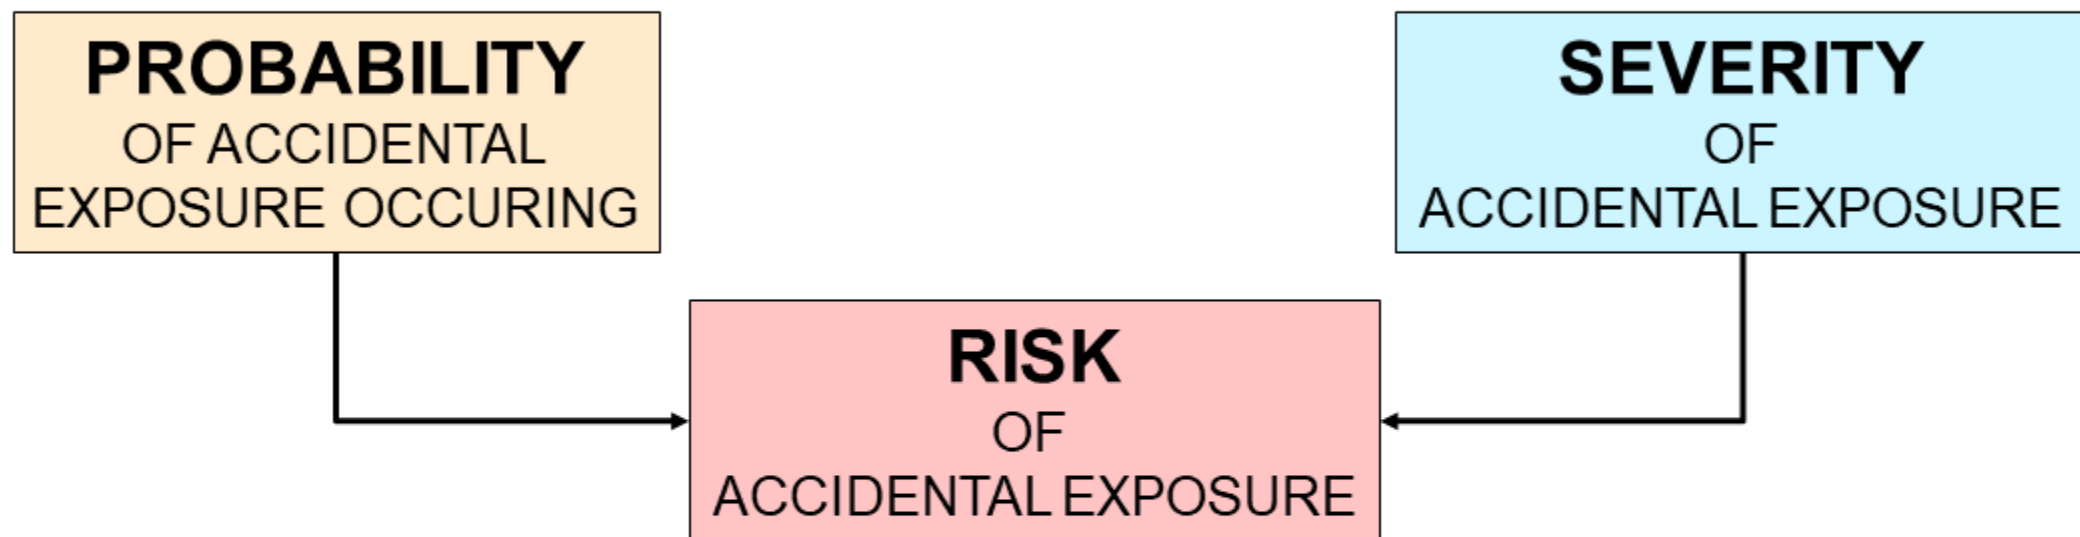 PROBABILITY
OF ACCIDENTAL
EXPOSURE OCCURING
SEVERITY
OF
ACCIDENTAL EXPOSURE
RISK
OF
ACCIDENTAL EXPOSURE